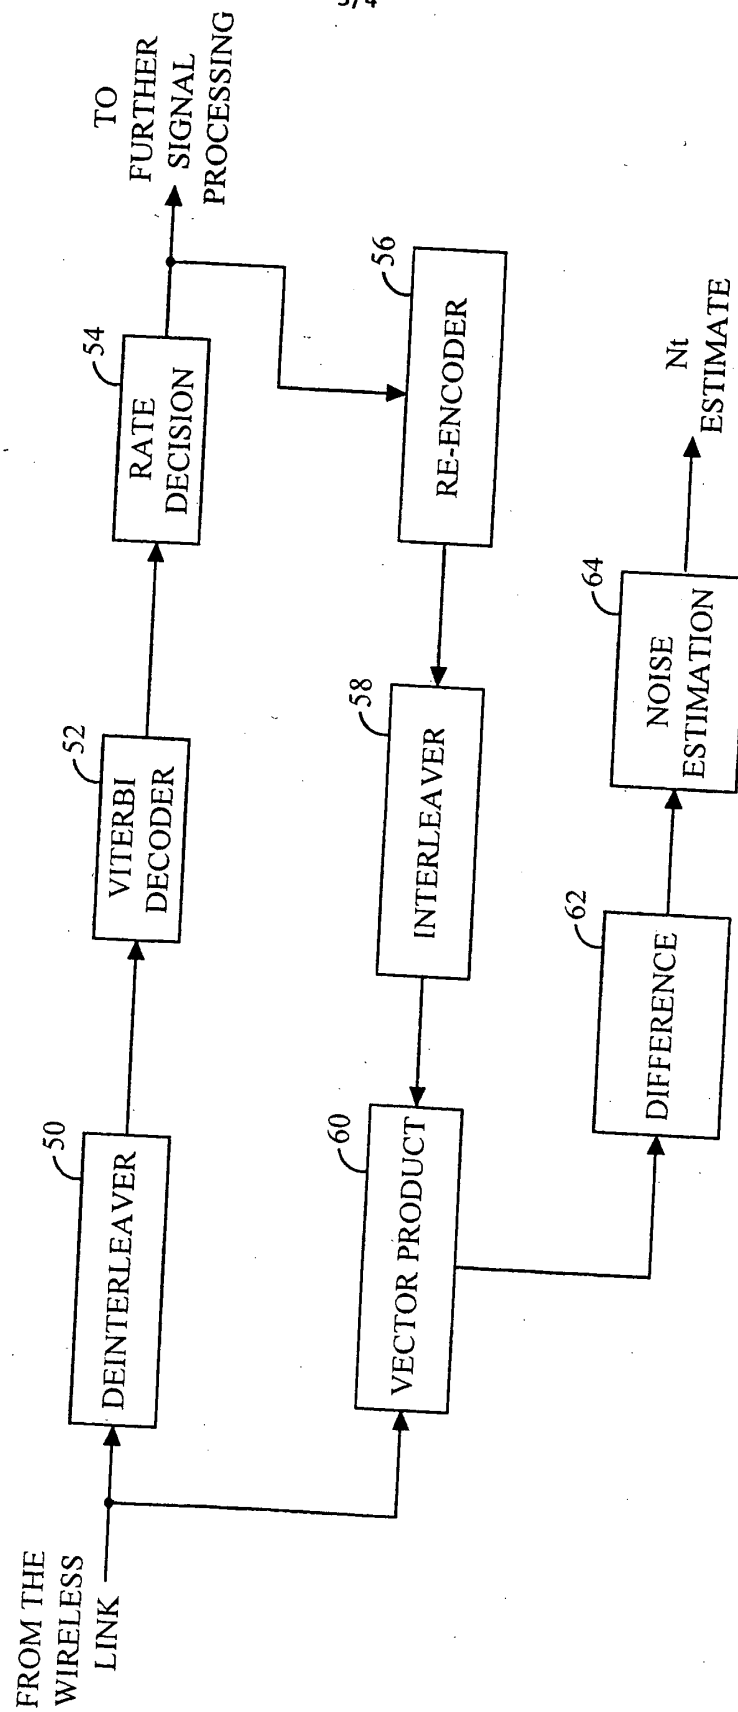 3/4
FROM THE
WIRELESS
LINK
50
DEINTERLEAVER
52
VITERBI
DECODER
54
RATE
DECISION
TO
FURTHER
SIGNAL
PROCESSING
60
VECTOR PRODUCT
58
INTERLEAVER
56
RE-ENCODER
62
DIFFERENCE
64
NOISE
ESTIMATION
Nt
ESTIMATE